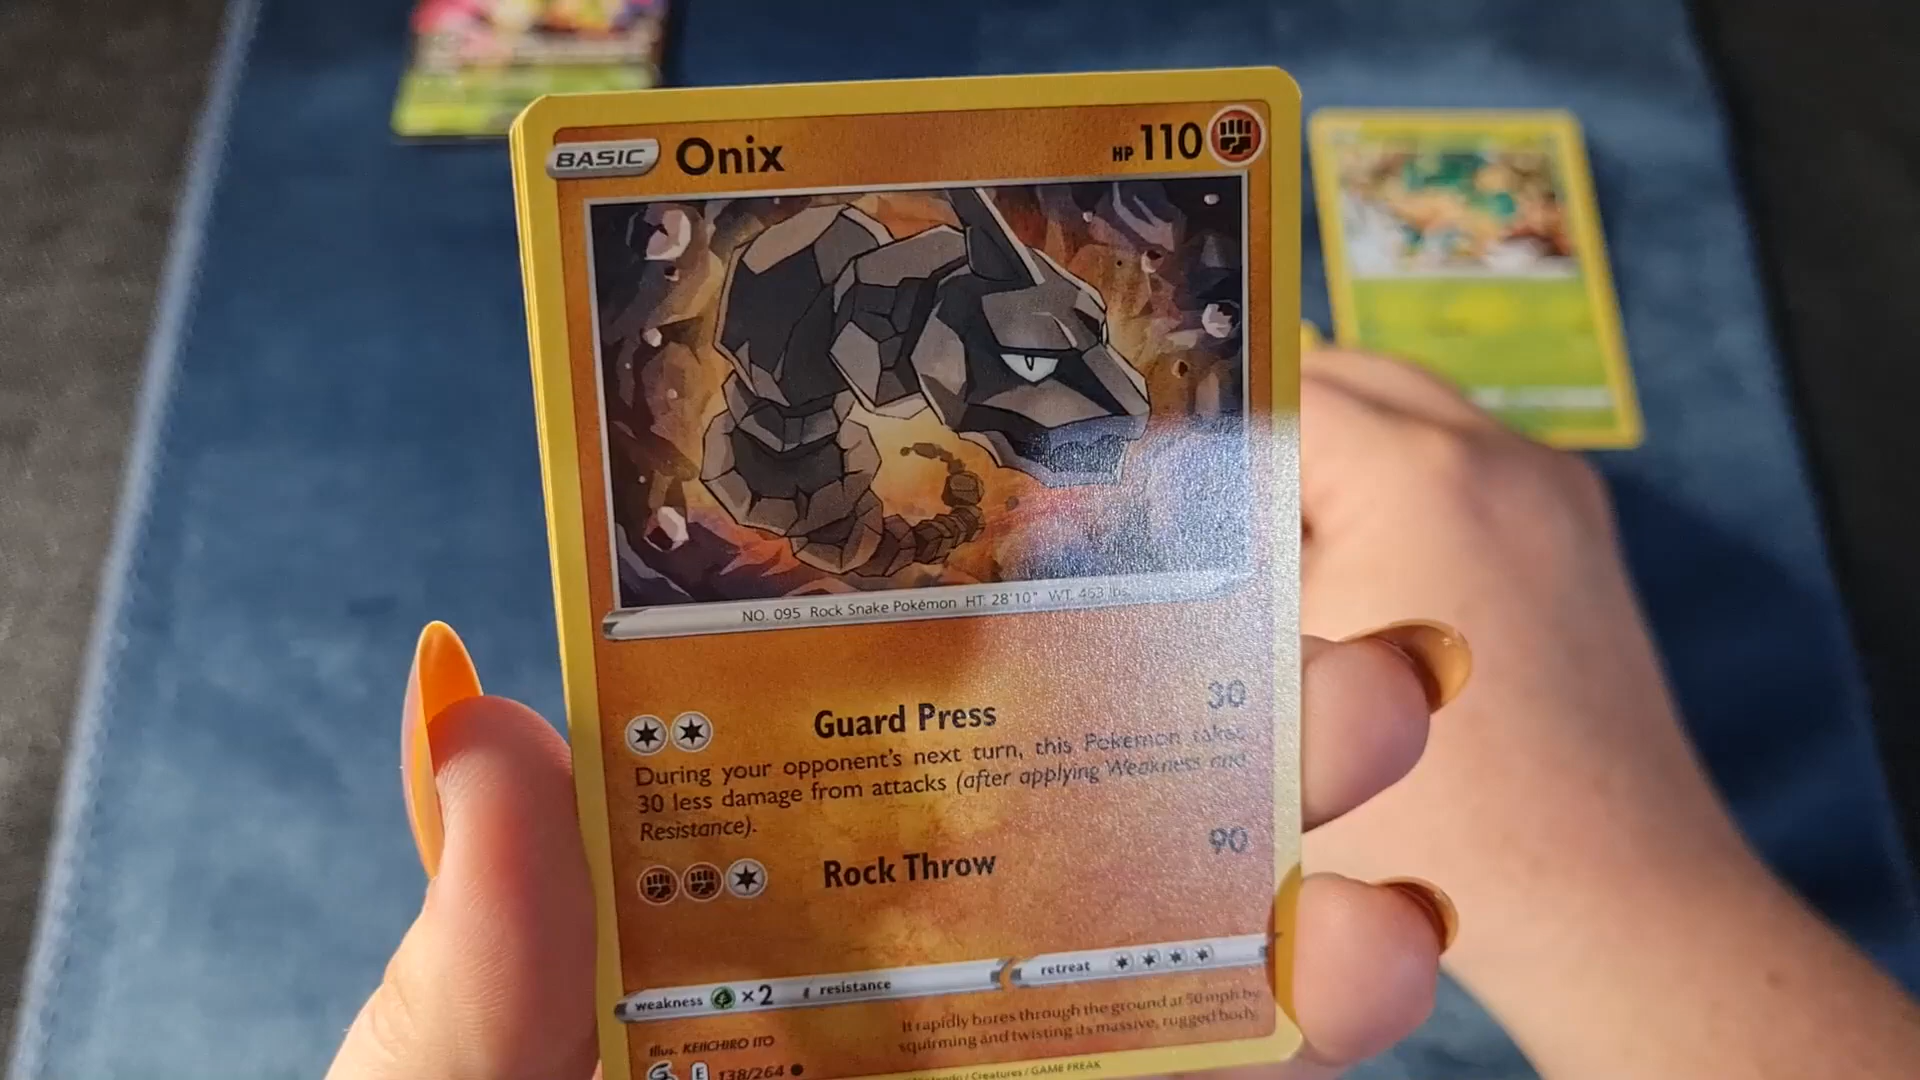 BASIC Onix HP 110
NO. 095 Rock Snake Pokémon HT: 28'10" WT: 463 lbs.
Guard Press 30
During your opponent's next turn, this Pokémon takes
30 less damage from attacks (after applying Weakness and
Resistance).
Rock Throw 90
weakness ×2 resistance retreat
It rapidly bores through the ground at 50 mph by
squirming and twisting its massive, rugged body.
Illus. KEIICHIRO ITO
E 138/264
Nintendo / Creatures / GAME FREAK